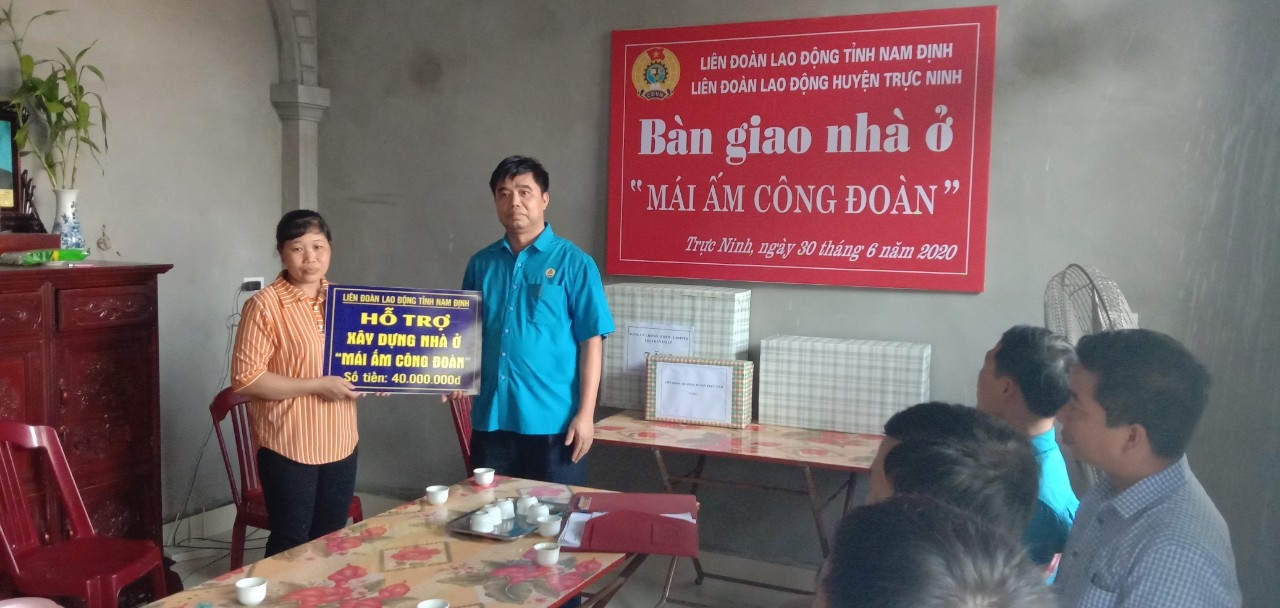 LIÊN ĐOÀN LAO ĐỘNG TỈNH NAM ĐỊNH
LIÊN ĐOÀN LAO ĐỘNG HUYỆN TRỰC NINH
Bàn giao nhà ở
“MÁI ẤM CÔNG ĐOÀN”
Trực Ninh, ngày 30 tháng 6 năm 2020
LIÊN ĐOÀN LAO ĐỘNG TỈNH NAM ĐỊNH
HỖ TRỢ
XÂY DỰNG NHÀ Ở
“MÁI ẤM CÔNG ĐOÀN”
Số tiền: 40.000.000đ